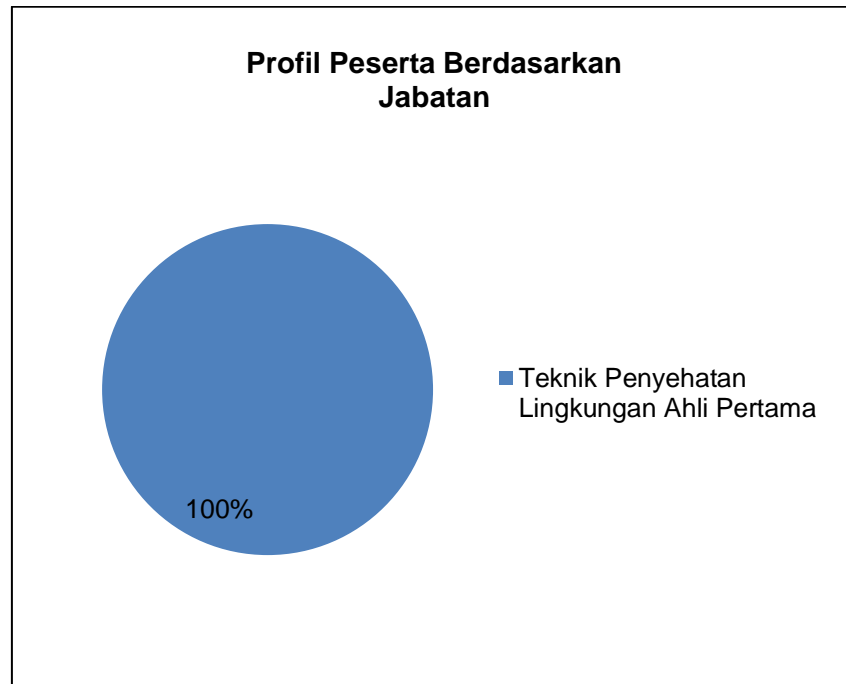 Profil Peserta Berdasarkan
Jabatan
Teknik Penyehatan
Lingkungan Ahli Pertama
100%